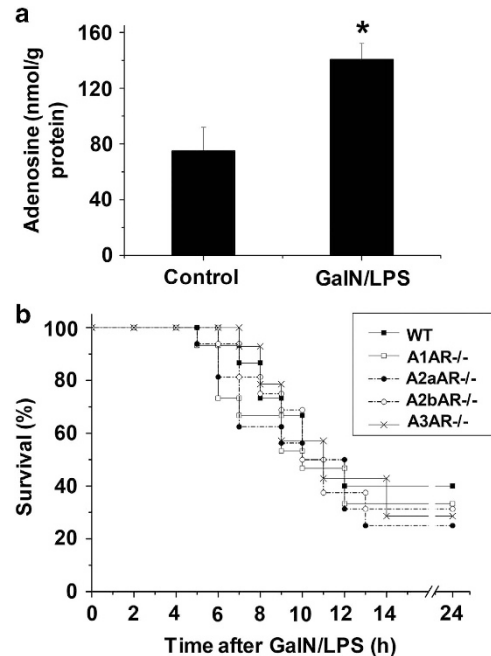 a
Adenosine (nmol/g
protein)
160
120
80
40
0
Control
GalN/LPS
*
b
Survival (%)
100
80
60
40
20
0
WT
A1AR-/-
A2aAR-/-
A2bAR-/-
A3AR-/-
0 2 4 6 8 10 12 14 24
Time after GalN/LPS (h)